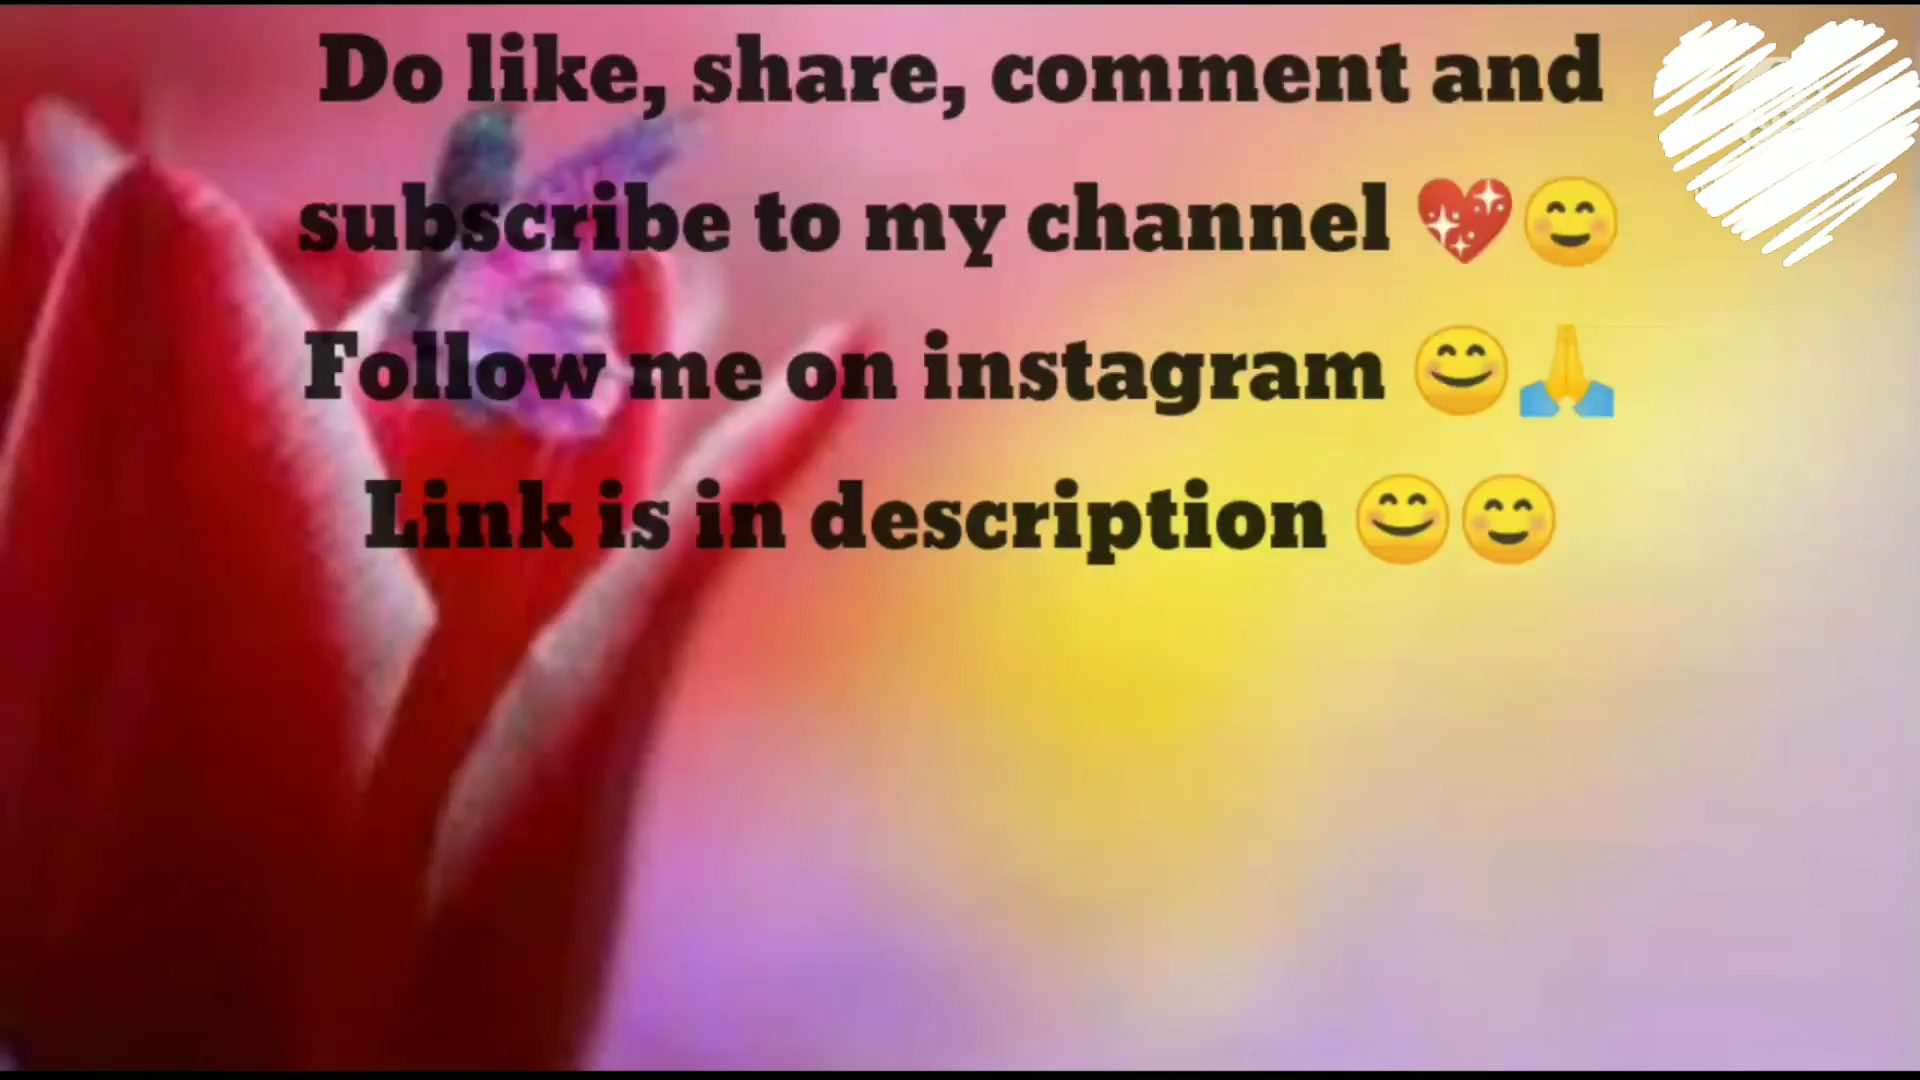 Do like, share, comment and
subscribe to my channel 💖😊
Follow me on instagram 😊🙏
Link is in description 😊😊